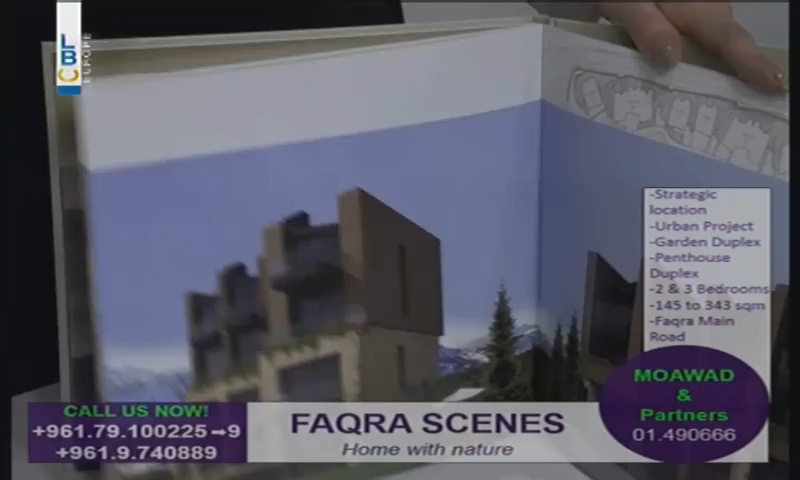 LBC
EUROPE
-Strategic
location
-Urban Project
-Garden Duplex
-Penthouse
Duplex
-2 & 3 Bedrooms
-145 to 343 sqm
-Faqra Main
Road
MOAWAD
&
Partners
01.490666
CALL US NOW!
+961.79.100225→9
+961.9.740889
FAQRA SCENES
Home with nature